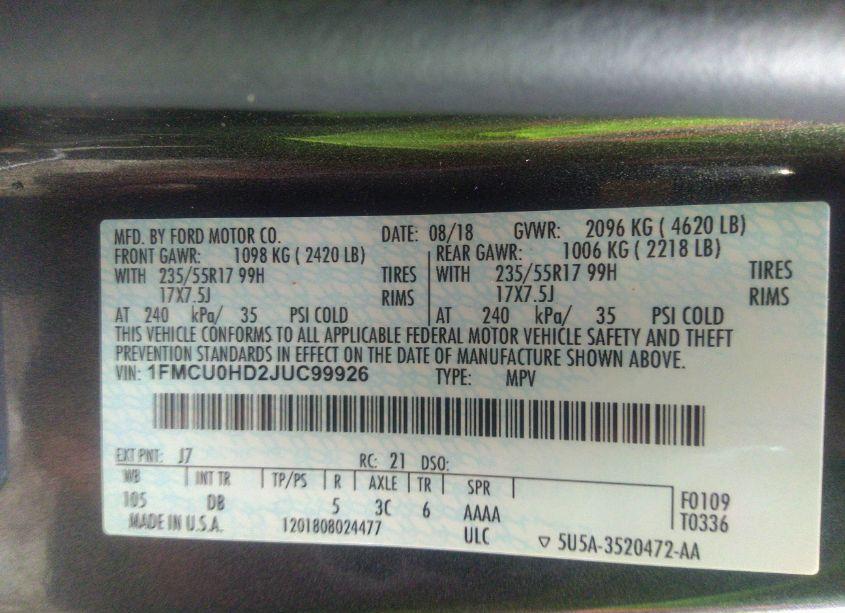 MFD. BY FORD MOTOR CO. DATE: 08/18 GVWR: 2096 KG ( 4620 LB)
FRONT GAWR: 1098 KG ( 2420 LB) REAR GAWR: 1006 KG ( 2218 LB)
WITH 235/55R17 99H TIRES WITH 235/55R17 99H TIRES
17X7.5J RIMS 17X7.5J RIMS
AT 240 kPa/ 35 PSI COLD AT 240 kPa/ 35 PSI COLD
THIS VEHICLE CONFORMS TO ALL APPLICABLE FEDERAL MOTOR VEHICLE SAFETY AND THEFT
PREVENTION STANDARDS IN EFFECT ON THE DATE OF MANUFACTURE SHOWN ABOVE.
VIN: 1FMCU0HD2JUC99926 TYPE: MPV
EXT PNT: J7 RC: 21 DSO:
WB INT TR TP/PS R AXLE TR SPR
105 DB 5 3C 6 AAAA F0109
MADE IN U.S.A. 1201808024477 ULC T0336
5U5A-3520472-AA